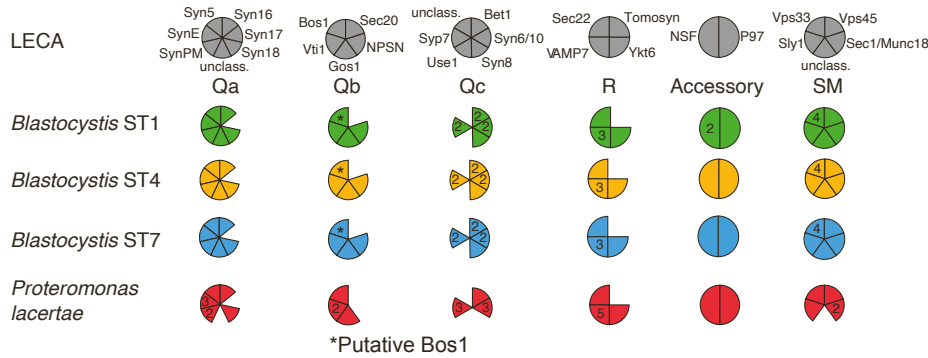 LECA
Syn5 Syn16
SynE Syn17
SynPM Syn18
unclass.
Qa
Bos1 Sec20
Vti1 NPSN
Gos1
Qb
unclass. Bet1
Syp7 Syn6/10
Use1 Syn8
Qc
Sec22 Tomosyn
VAMP7 Ykt6
R
NSF P97
Accessory
Vps33 Vps45
Sly1 Sec1/Munc18
unclass.
SM
Blastocystis ST1
* 2 2 2 3 2 4
Blastocystis ST4
* 2 2 2 3 4
Blastocystis ST7
* 2 2 2 3 4
Proteromonas
lacertae
3 2 2 3 3 5 2
*Putative Bos1